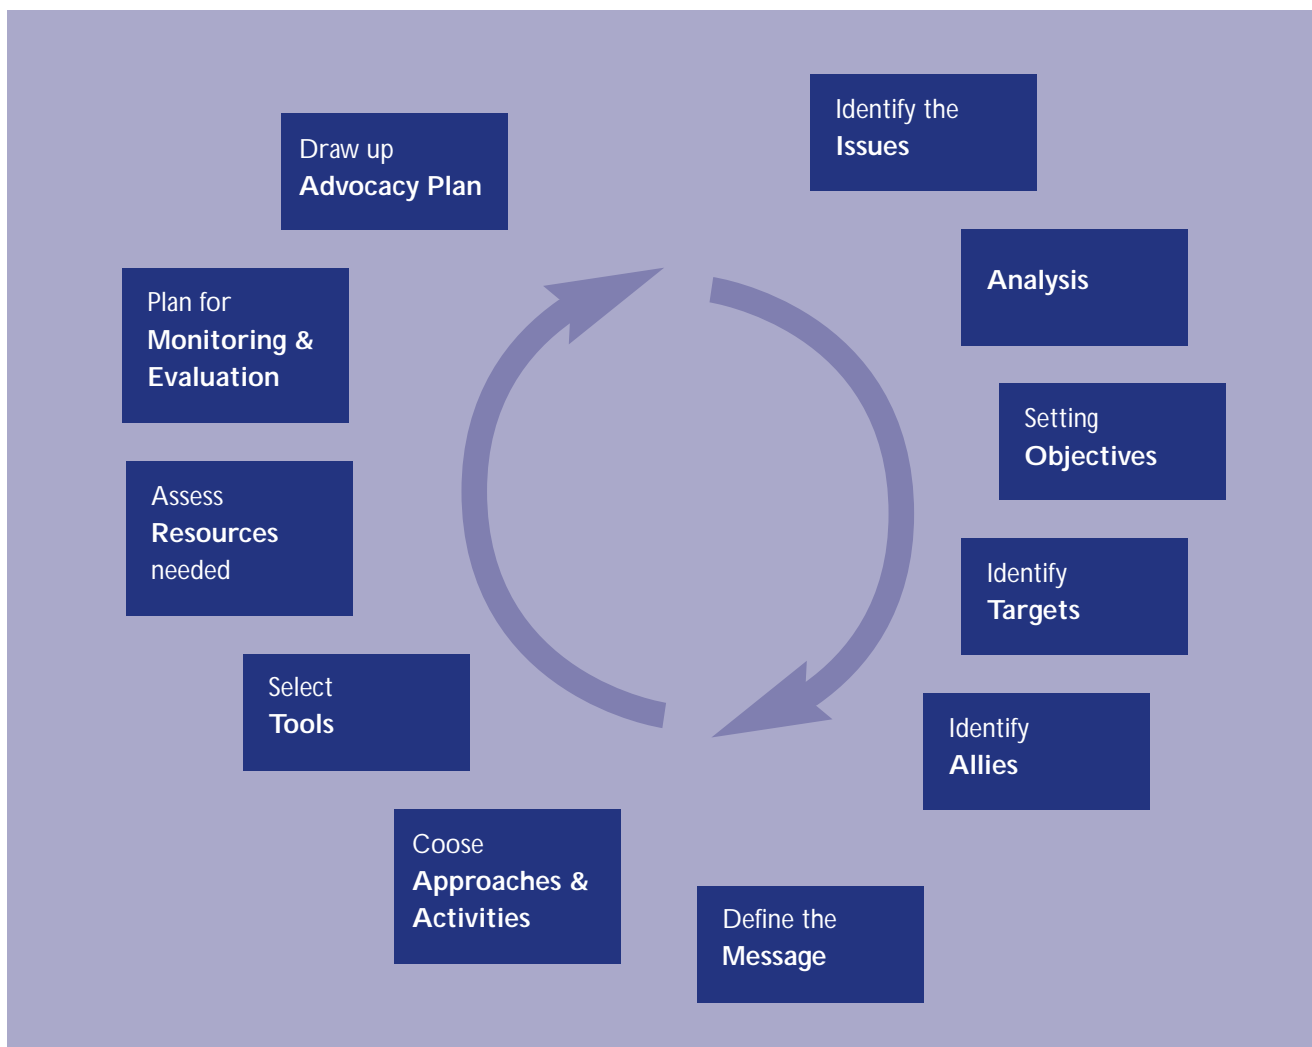 Identify the
Issues
Analysis
Setting
Objectives
Identify
Targets
Identify
Allies
Define the
Message
Coose
Approaches &
Activities
Select
Tools
Assess
Resources
needed
Plan for
Monitoring &
Evaluation
Draw up
Advocacy Plan